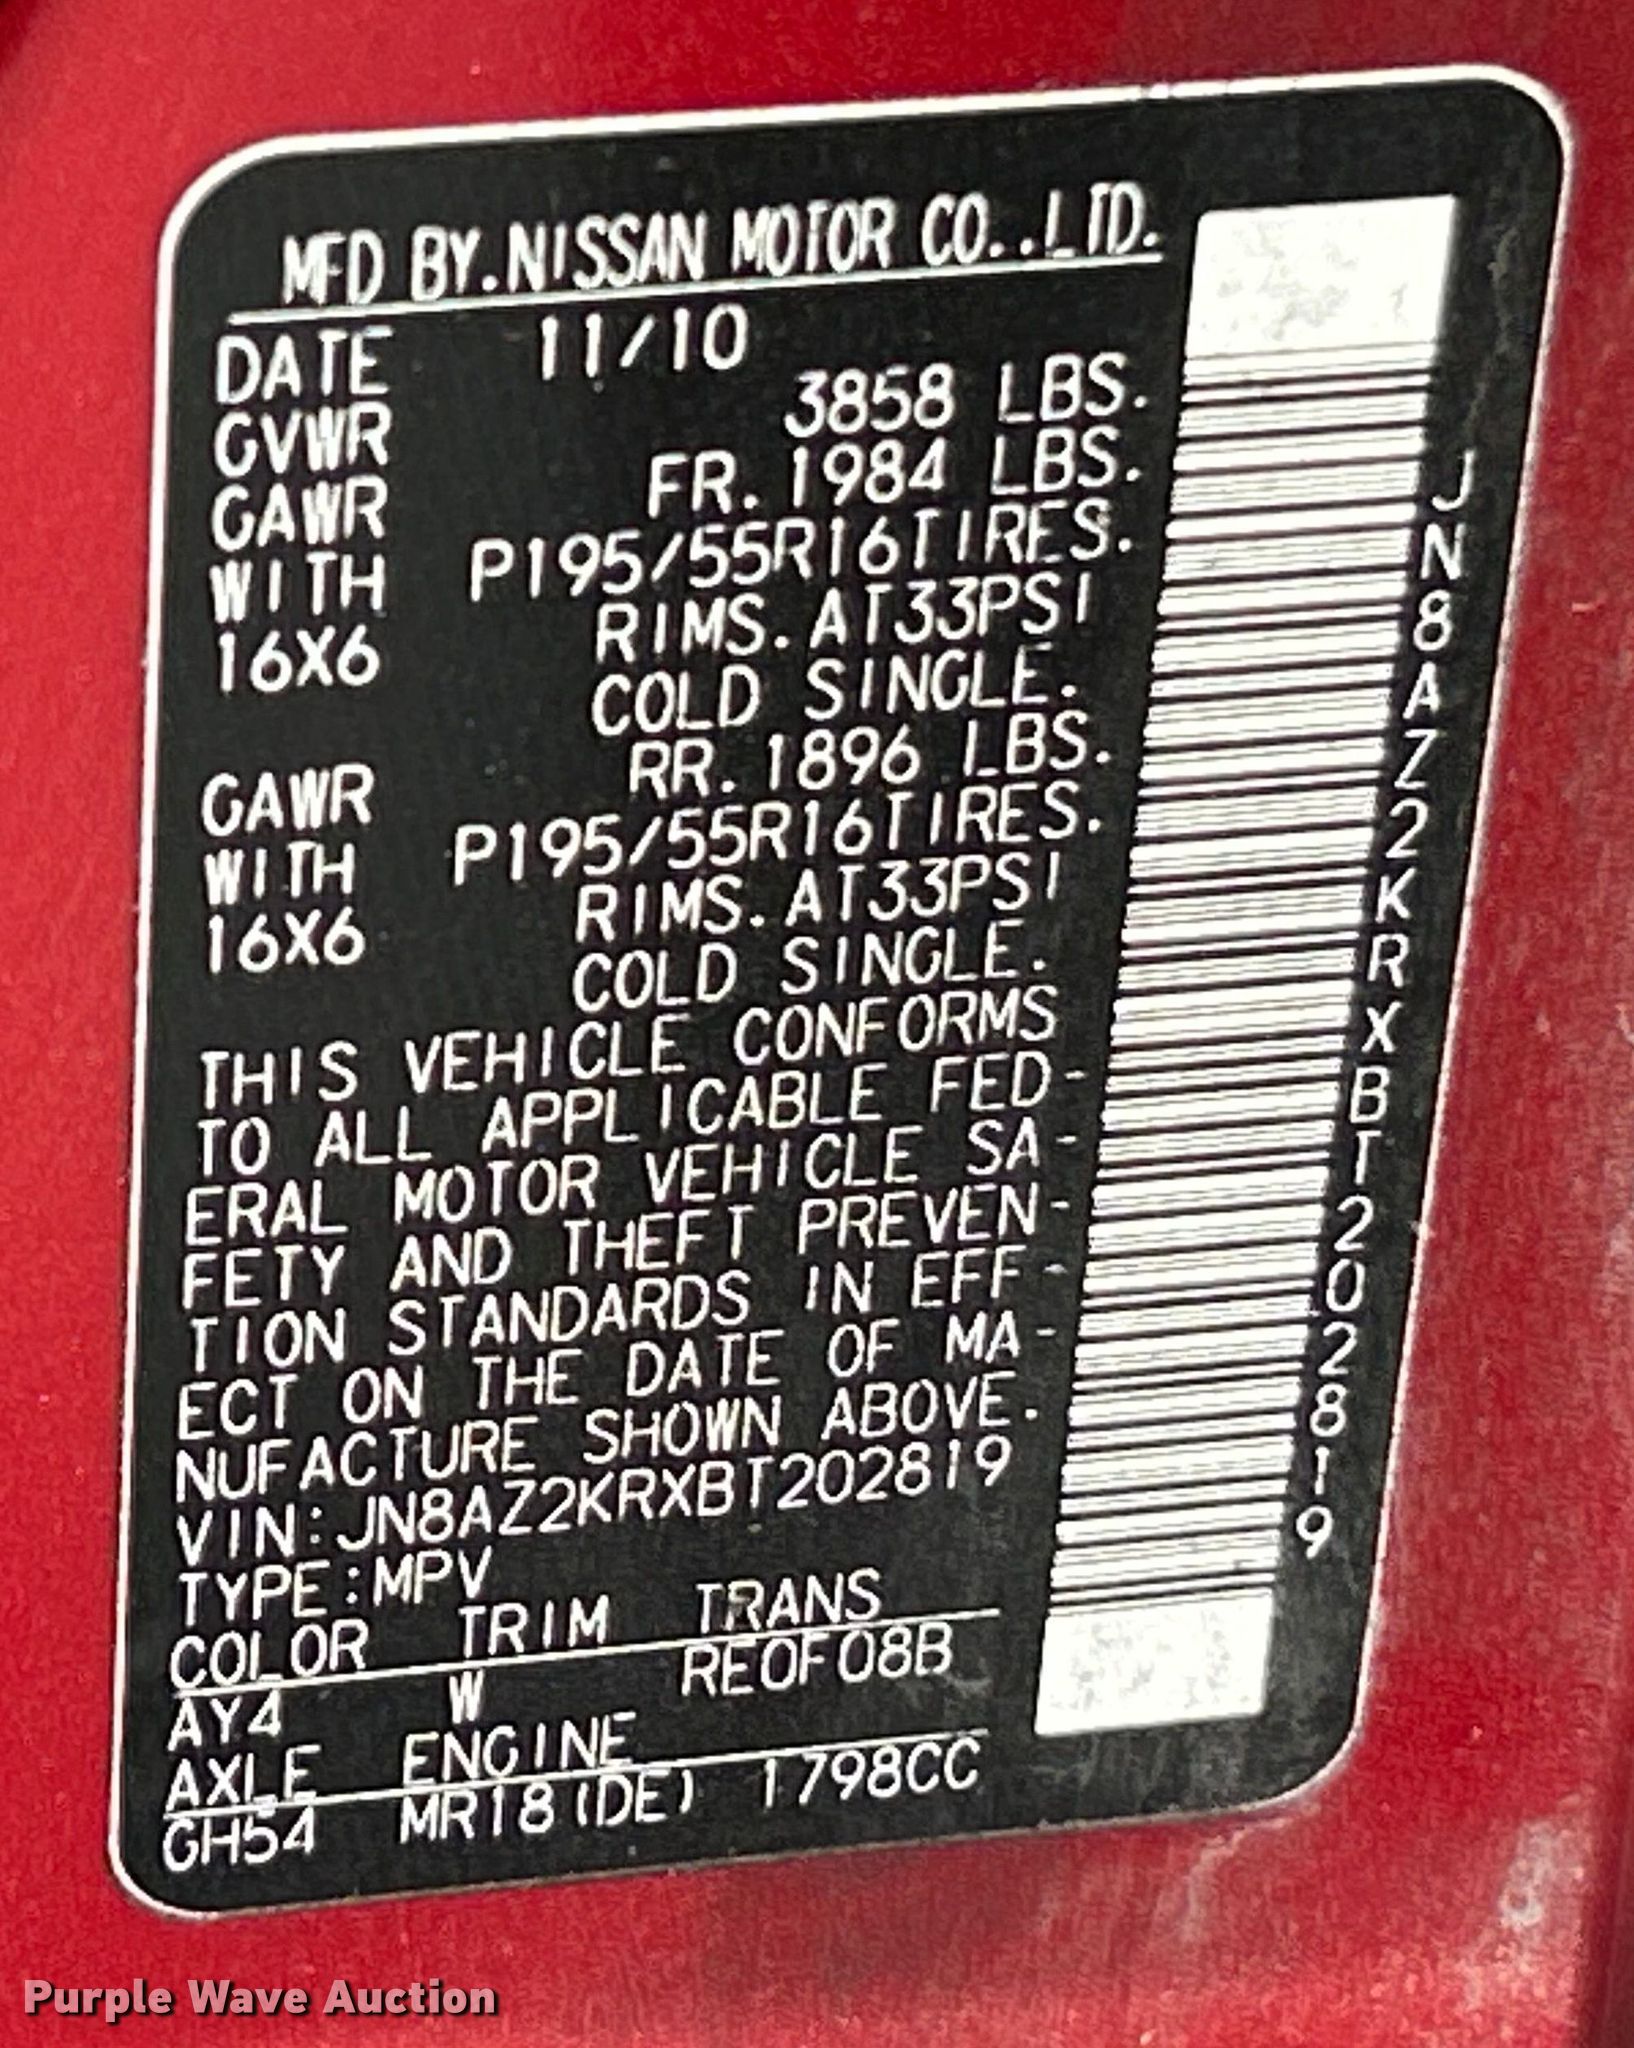 MFD BY.NISSAN MOTOR CO.,LTD.
DATE 11/10
GVWR 3858 LBS.
GAWR FR. 1984 LBS.
WITH P195/55R16TIRES.
16X6 RIMS. AT33PSI
COLD SINGLE.
GAWR RR. 1896 LBS.
WITH P195/55R16TIRES.
16X6 RIMS. AT33PSI
COLD SINGLE.
THIS VEHICLE CONFORMS
TO ALL APPLICABLE FED-
ERAL MOTOR VEHICLE SA-
FETY AND THEFT PREVEN-
TION STANDARDS IN EFF-
ECT ON THE DATE OF MA-
NUFACTURE SHOWN ABOVE.
VIN:JN8AZ2KRXBT202819
TYPE:MPV
COLOR TRIM TRANS
AY4 W RE0F08B
AXLE ENGINE
GH54 MR18(DE) 1798CC
JN8AZ2KRXBT202819
Purple Wave Auction